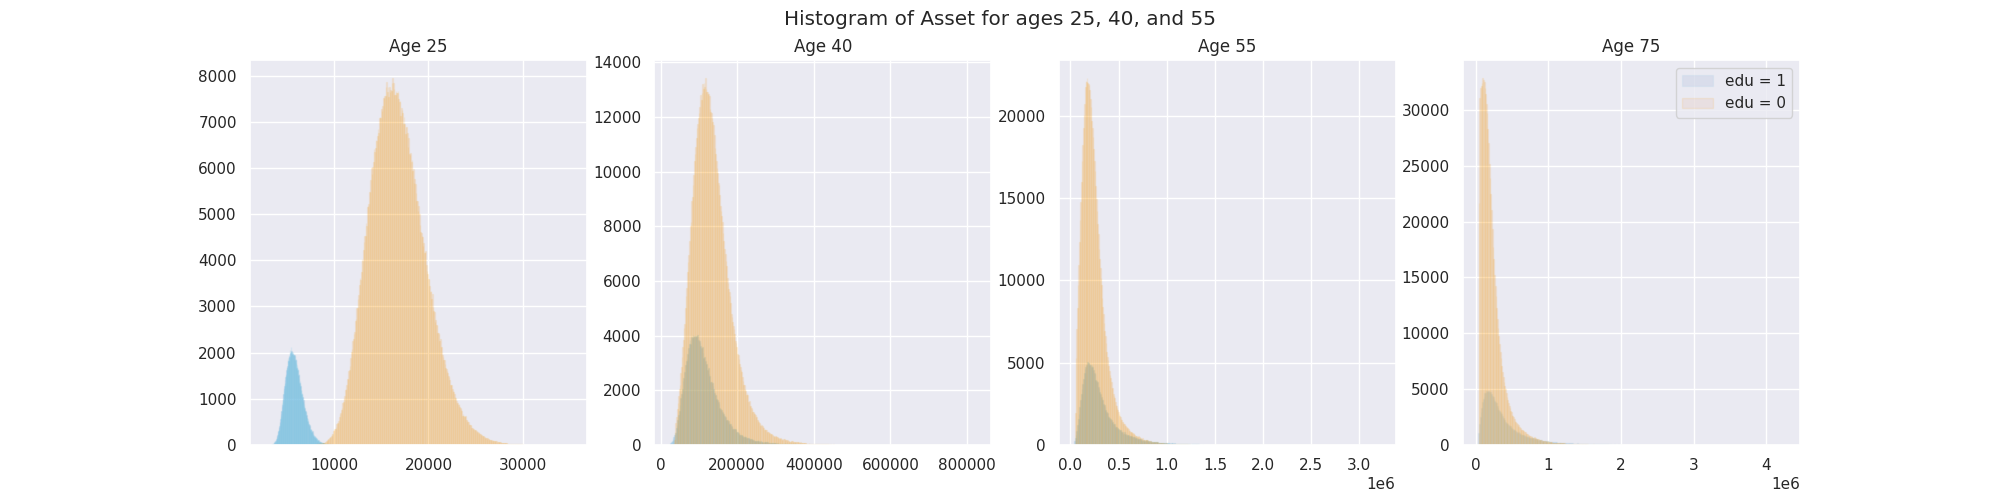 Histogram of Asset for ages 25, 40, and 55
Age 25
8000
7000
6000
5000
4000
3000
2000
1000
0
10000 20000 30000
Age 40
14000
12000
10000
8000
6000
4000
2000
0
0 200000 400000 600000 800000
Age 55
20000
15000
10000
5000
0
0.0 0.5 1.0 1.5 2.0 2.5 3.0
1e6
Age 75
edu = 1
edu = 0
30000
25000
20000
15000
10000
5000
0
0 1 2 3 4
1e6